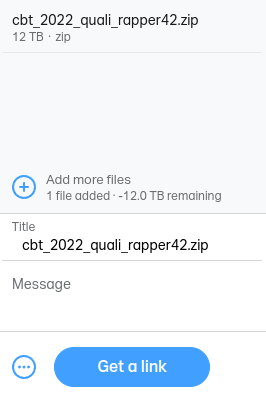 cbt_2022_quali_rapper42.zip
12 TB · zip
Add more files
1 file added · -12.0 TB remaining
Title
cbt_2022_quali_rapper42.zip
Message
Get a link